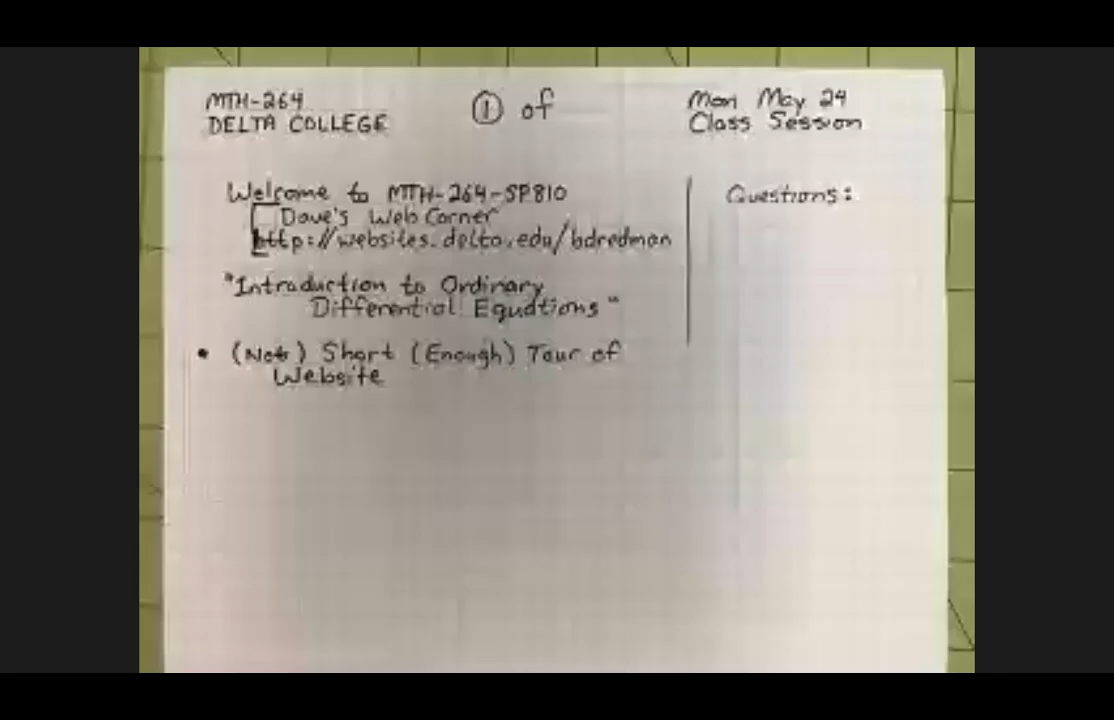 MTH-264
DELTA COLLEGE
① of
Mon May 24
Class Session
Welcome to MTH-264-SP810
Dave's Web Corner
http://websites.delta.edu/bdredman
"Introduction to Ordinary
Differential Equations"
• (Not) Short (Enough) Tour of
Website
Questions: